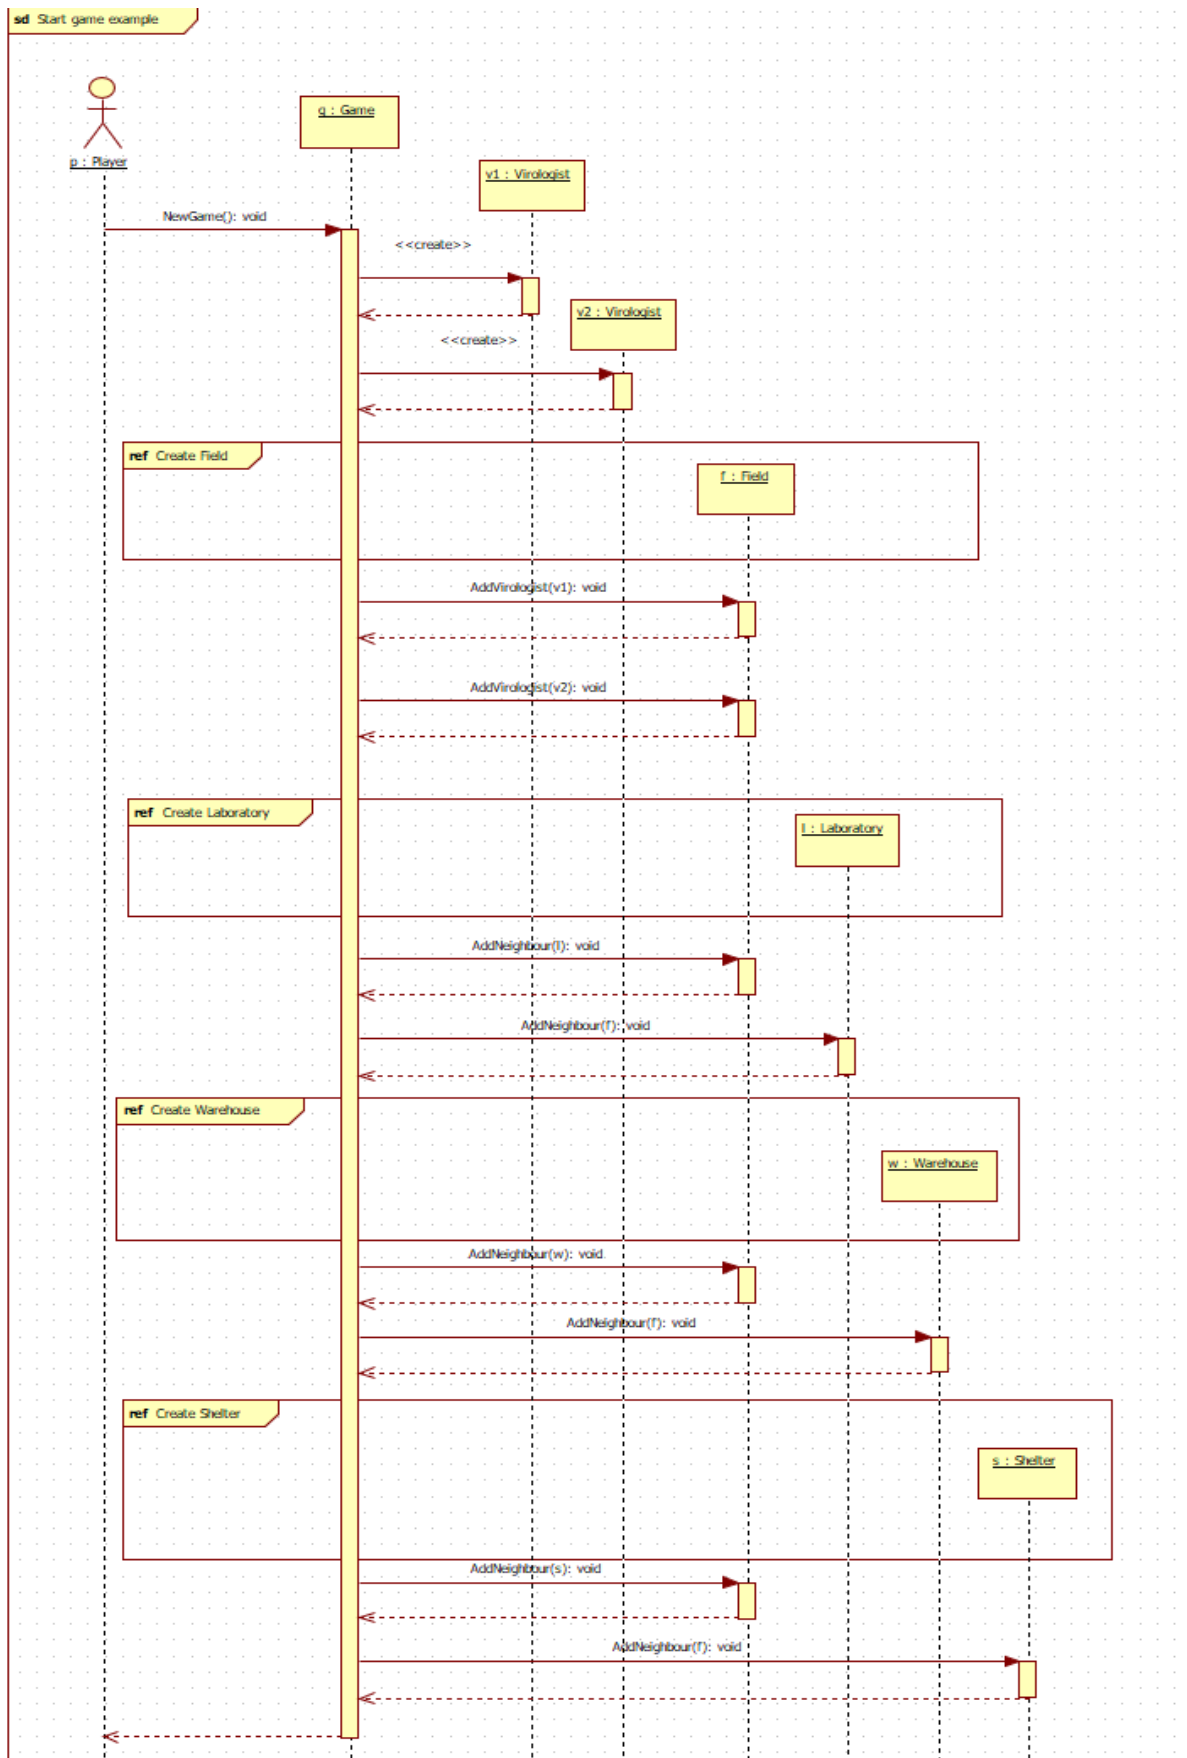 sd Start game example
g : Game
p : Player
v1 : Virologist
NewGame(): void
<<create>>
v2 : Virologist
<<create>>
ref Create Field
f : Field
AddVirologist(v1): void
AddVirologist(v2): void
ref Create Laboratory
l : Laboratory
AddNeighbour(l): void
AddNeighbour(f): void
ref Create Warehouse
w : Warehouse
AddNeighbour(w): void
AddNeighbour(f): void
ref Create Shelter
s : Shelter
AddNeighbour(s): void
AddNeighbour(f): void